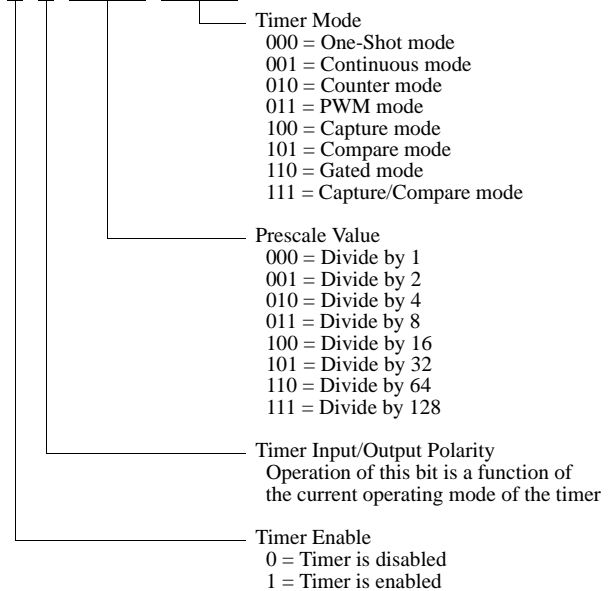 Timer Mode
000 = One-Shot mode
001 = Continuous mode
010 = Counter mode
011 = PWM mode
100 = Capture mode
101 = Compare mode
110 = Gated mode
111 = Capture/Compare mode
Prescale Value
000 = Divide by 1
001 = Divide by 2
010 = Divide by 4
011 = Divide by 8
100 = Divide by 16
101 = Divide by 32
110 = Divide by 64
111 = Divide by 128
Timer Input/Output Polarity
Operation of this bit is a function of
the current operating mode of the timer
Timer Enable
0 = Timer is disabled
1 = Timer is enabled